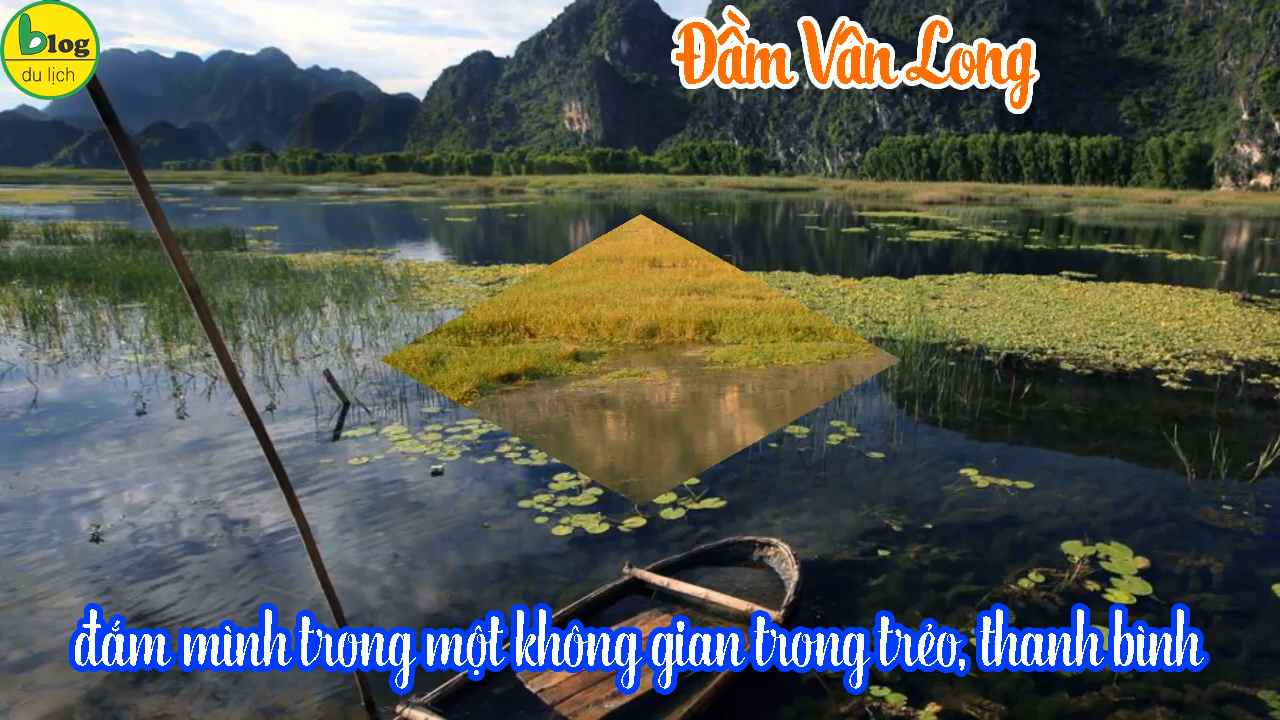 blog
du lịch
Đầm Vân Long
đắm mình trong một không gian trong trẻo, thanh bình